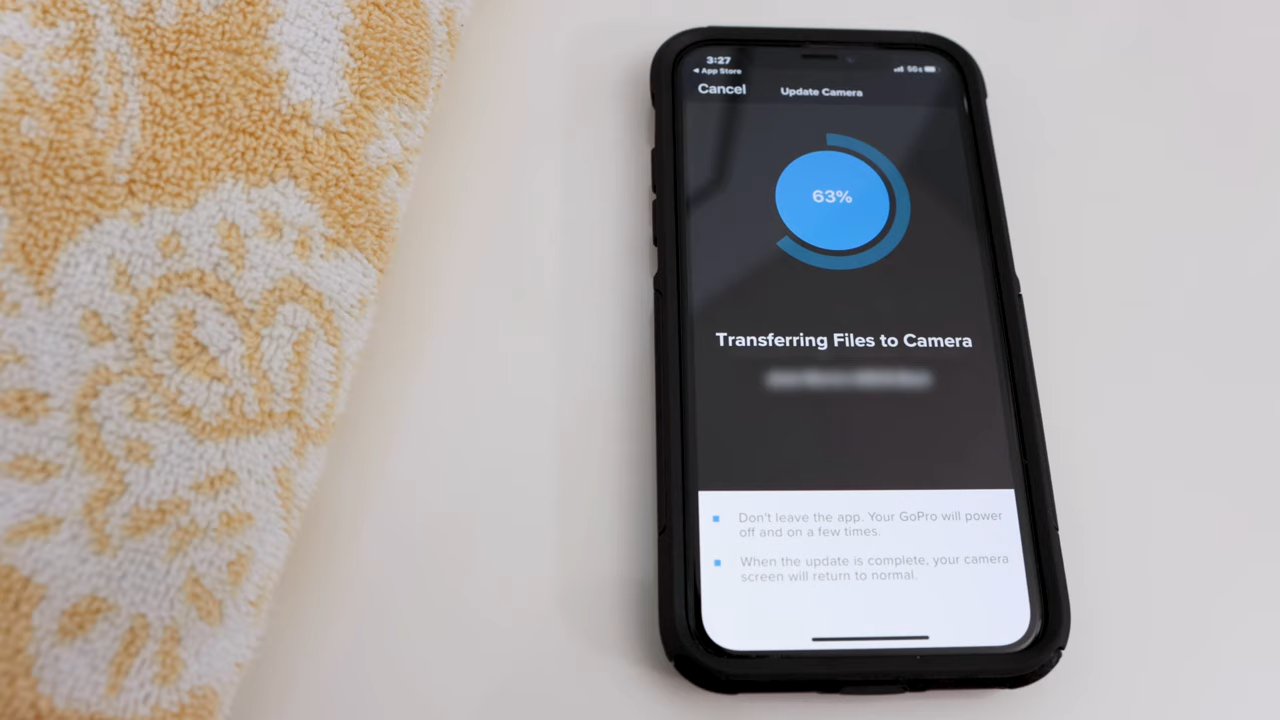 3:27
5G
◀ App Store
Cancel
Update Camera
63%
Transferring Files to Camera
Don't leave the app. Your GoPro will power
off and on a few times.
When the update is complete, your camera
screen will return to normal.